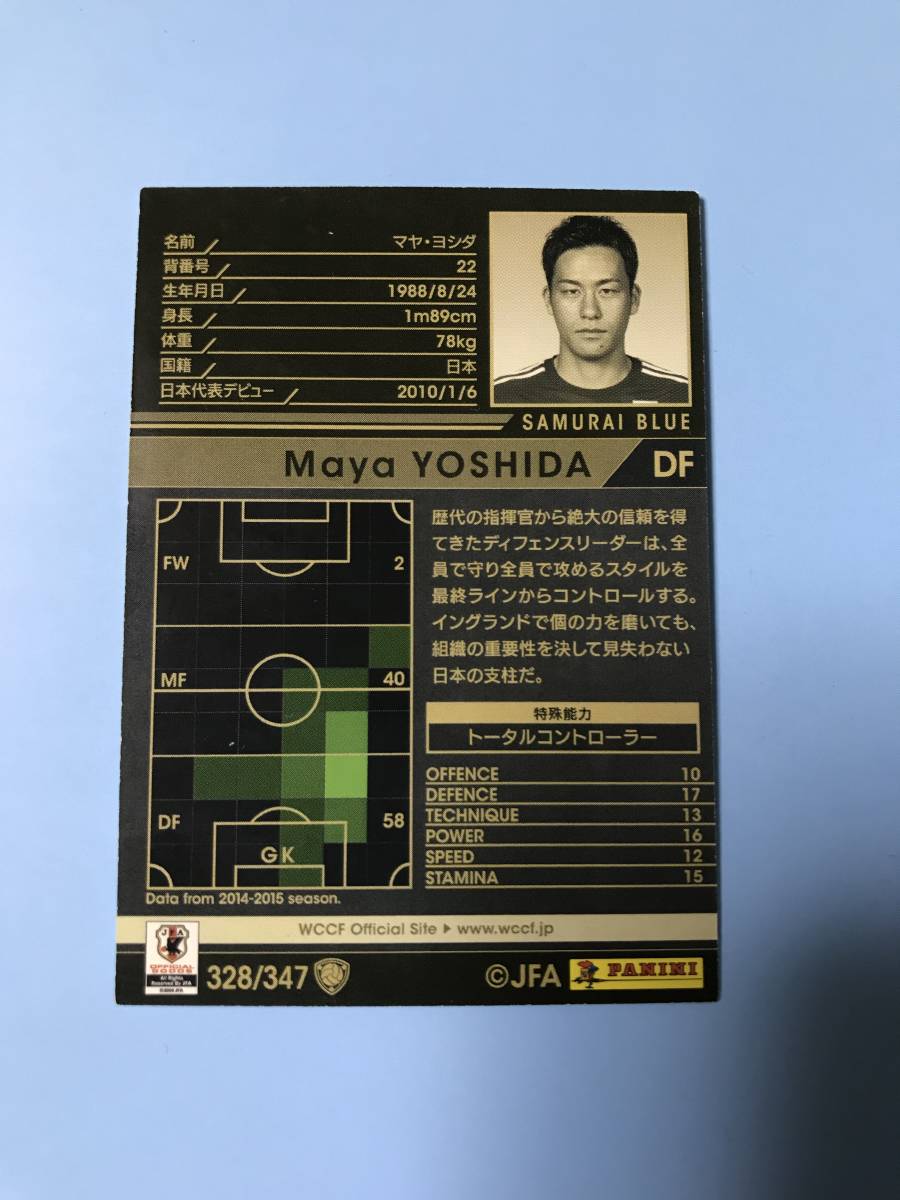 名前 マヤ・ヨシダ
背番号 22
生年月日 1988/8/24
身長 1m89cm
体重 78kg
国籍 日本
日本代表デビュー 2010/1/6
SAMURAI BLUE
Maya YOSHIDA DF
FW 2
MF 40
DF 58
GK
Data from 2014-2015 season.
歴代の指揮官から絶大の信頼を得
てきたディフェンスリーダーは、全
員で守り全員で攻めるスタイルを
最終ラインからコントロールする。
イングランドで個の力を磨いても、
組織の重要性を決して見失わない
日本の支柱だ。
特殊能力
トータルコントローラー
OFFENCE 10
DEFENCE 17
TECHNIQUE 13
POWER 16
SPEED 12
STAMINA 15
WCCF Official Site ▶ www.wccf.jp
JFA
OFFICIAL
GOODS
All Rights
Reserved By JFA
328/347
©JFA
PANINI